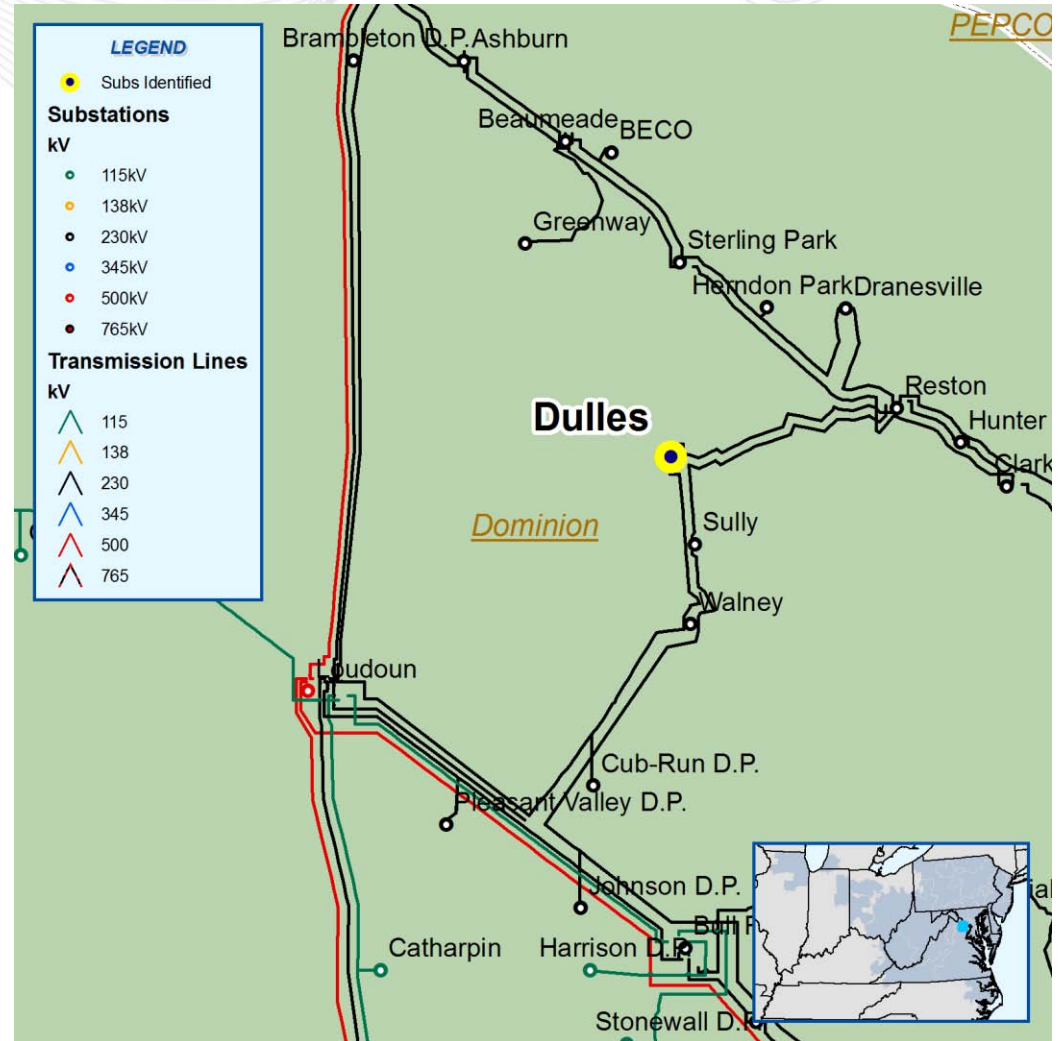 LEGEND
Subs Identified
Substations
kV
115kV
138kV
230kV
345kV
500kV
765kV
Transmission Lines
kV
115
138
230
345
500
765
PEPCO
Brambleton D.P.
Ashburn
Beaumeade
BECO
Greenway
Sterling Park
Herndon Park
Dranesville
Reston
Hunter
Clark
Dulles
Dominion
Sully
Walney
Loudoun
Cub-Run D.P.
Pleasant Valley D.P.
Johnson D.P.
Bull
Catharpin
Harrison D.P.
Stonewall D.P.